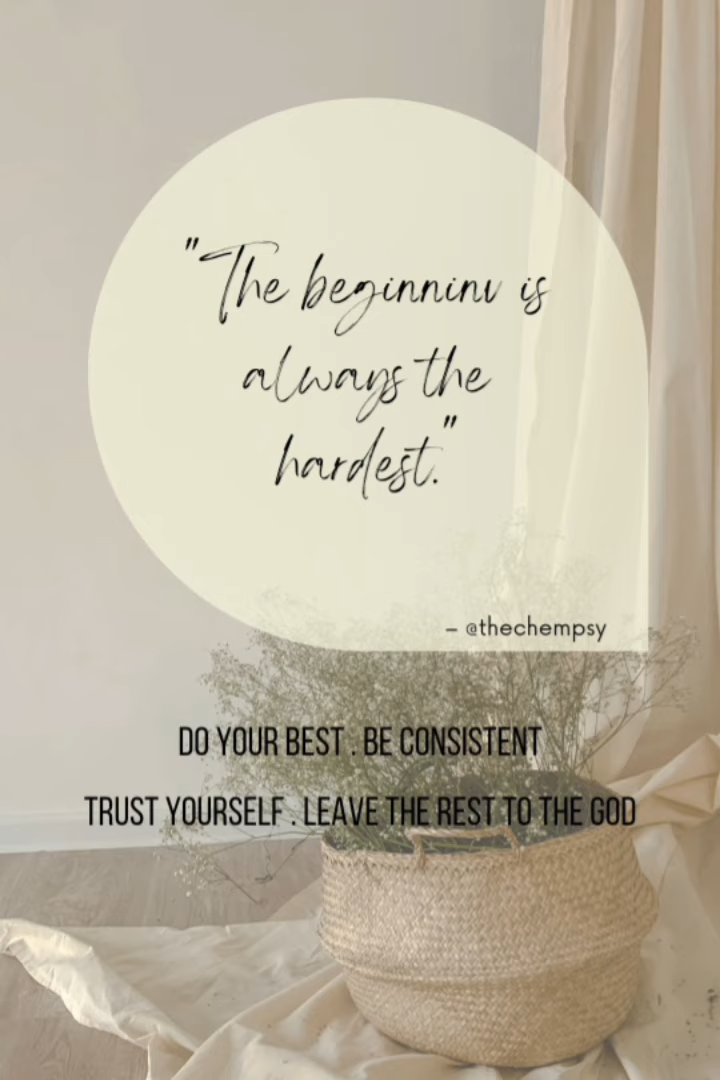 "The beginninv is
always the
hardest."
– @thechempsy
DO YOUR BEST . BE CONSISTENT
TRUST YOURSELF . LEAVE THE REST TO THE GOD